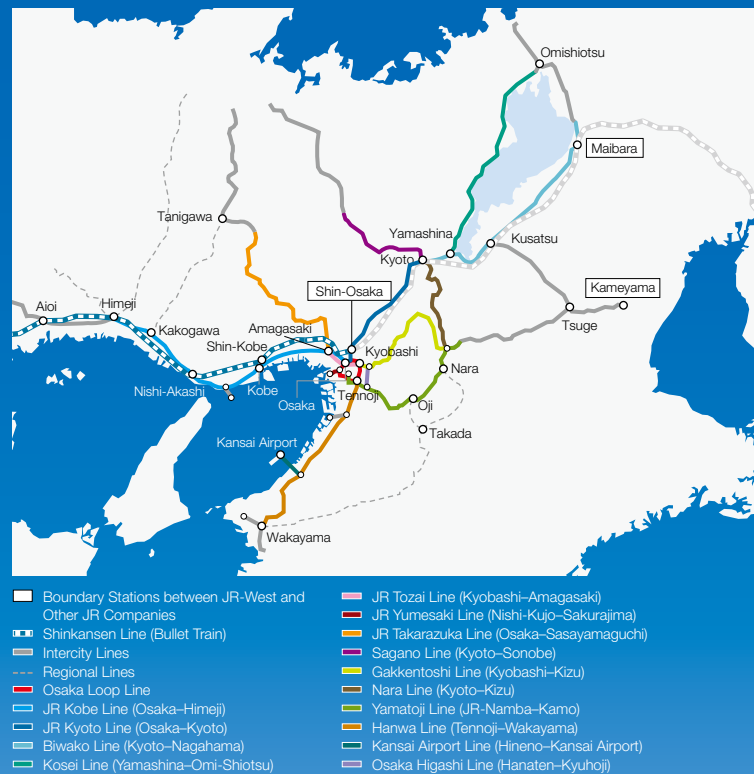 Omishiotsu
Maibara
Tanigawa
Yamashina
Kusatsu
Kyoto
Kameyama
Shin-Osaka
Aioi
Himeji
Tsuge
Amagasaki
Kakogawa
Shin-Kobe
Kyobashi
Nara
Nishi-Akashi
Kobe
Tennoji
Osaka
Oji
Takada
Kansai Airport
Wakayama
Boundary Stations between JR-West and
Other JR Companies
Shinkansen Line (Bullet Train)
Intercity Lines
Regional Lines
Osaka Loop Line
JR Kobe Line (Osaka–Himeji)
JR Kyoto Line (Osaka–Kyoto)
Biwako Line (Kyoto–Nagahama)
Kosei Line (Yamashina–Omi-Shiotsu)
JR Tozai Line (Kyobashi–Amagasaki)
JR Yumesaki Line (Nishi-Kujo–Sakurajima)
JR Takarazuka Line (Osaka–Sasayamaguchi)
Sagano Line (Kyoto–Sonobe)
Gakkentoshi Line (Kyobashi–Kizu)
Nara Line (Kyoto–Kizu)
Yamatoji Line (JR-Namba–Kamo)
Hanwa Line (Tennoji–Wakayama)
Kansai Airport Line (Hineno–Kansai Airport)
Osaka Higashi Line (Hanaten–Kyuhoji)